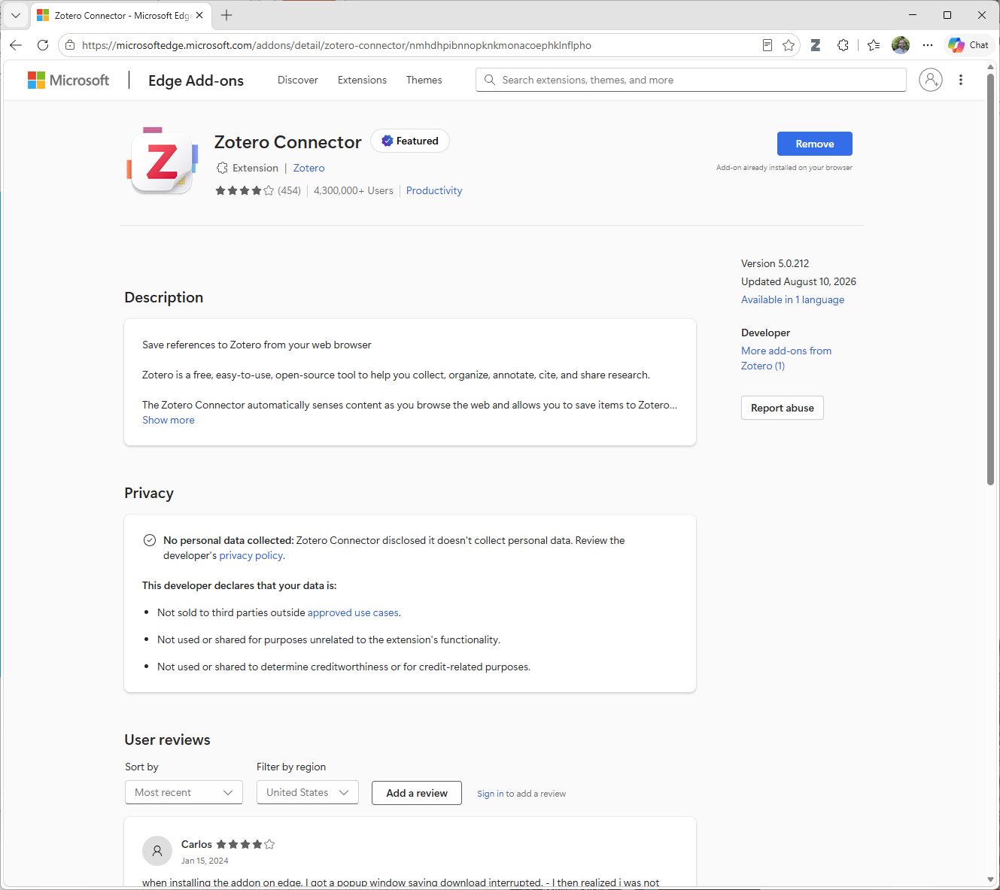 Zotero Connector - Microsoft Edge
https://microsoftedge.microsoft.com/addons/detail/zotero-connector/nmhdhpibnnopknkmonacoephklnflpho
Z
Chat
Microsoft
Edge Add-ons
Discover
Extensions
Themes
Search extensions, themes, and more
Z
Zotero Connector
Featured
Extension | Zotero
(454) | 4,300,000+ Users | Productivity
Remove
Add-on already installed on your browser
Version 5.0.212
Updated August 10, 2026
Available in 1 language
Developer
More add-ons from
Zotero (1)
Report abuse
Description
Save references to Zotero from your web browser
Zotero is a free, easy-to-use, open-source tool to help you collect, organize, annotate, cite, and share research.
The Zotero Connector automatically senses content as you browse the web and allows you to save items to Zotero...
Show more
Privacy
No personal data collected: Zotero Connector disclosed it doesn't collect personal data. Review the
developer's privacy policy.
This developer declares that your data is:
• Not sold to third parties outside approved use cases.
• Not used or shared for purposes unrelated to the extension's functionality.
• Not used or shared to determine creditworthiness or for credit-related purposes.
User reviews
Sort by
Filter by region
Most recent
United States
Add a review
Sign in to add a review
Carlos
Jan 15, 2024
when installing the addon on edge, I got a popup window saying download interrupted. - I then realized i was not